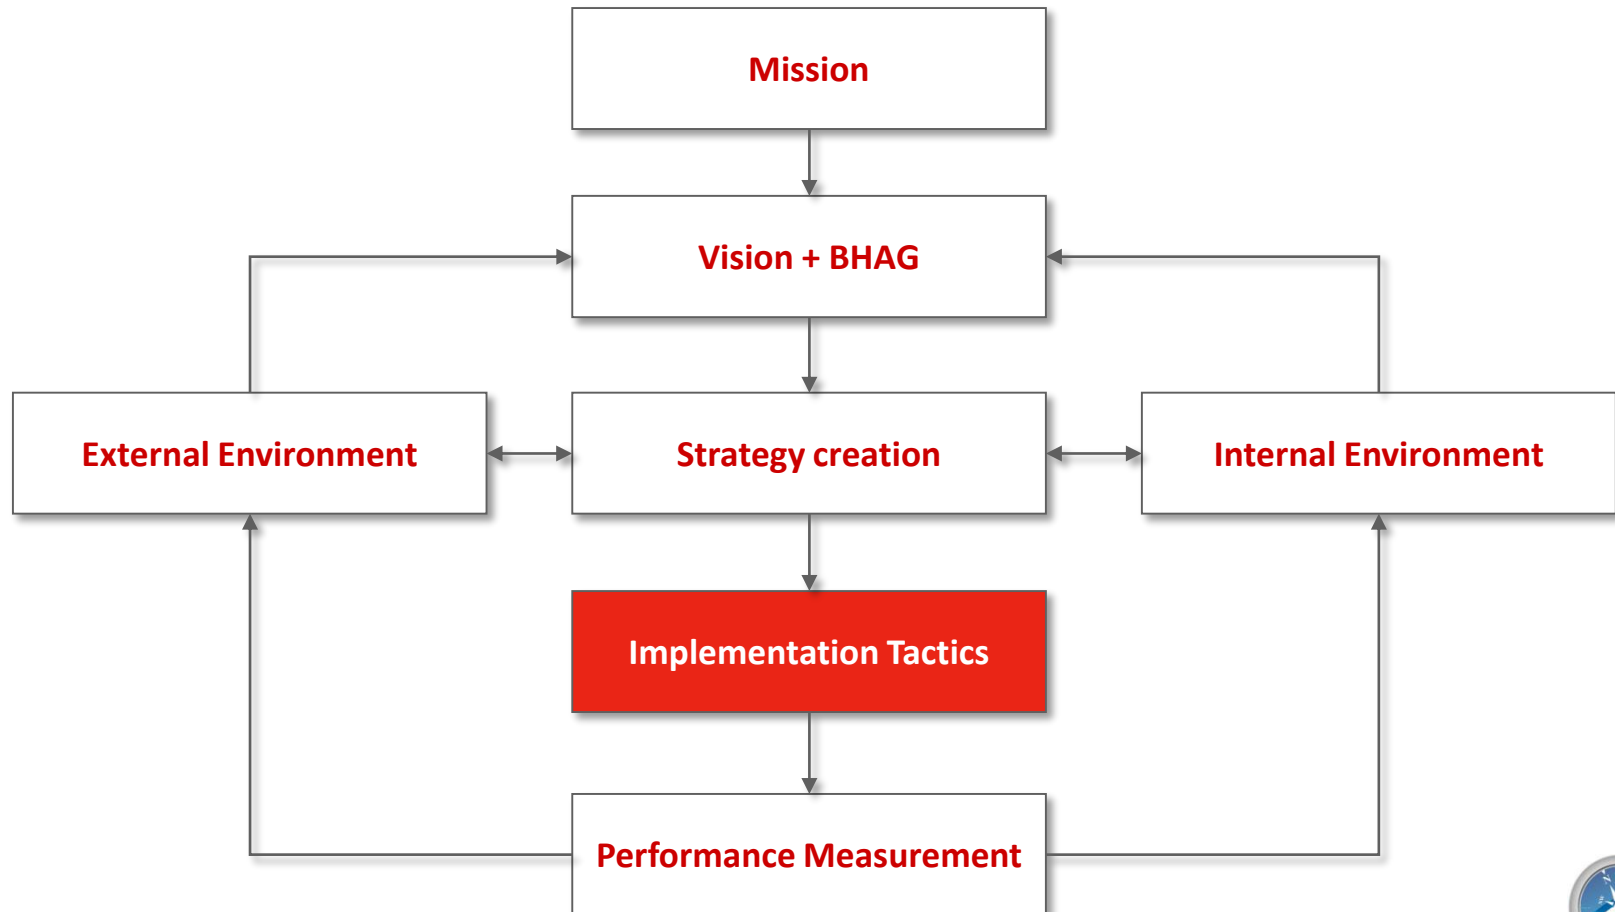 Mission
Vision + BHAG
External Environment
Strategy creation
Internal Environment
Implementation Tactics
Performance Measurement